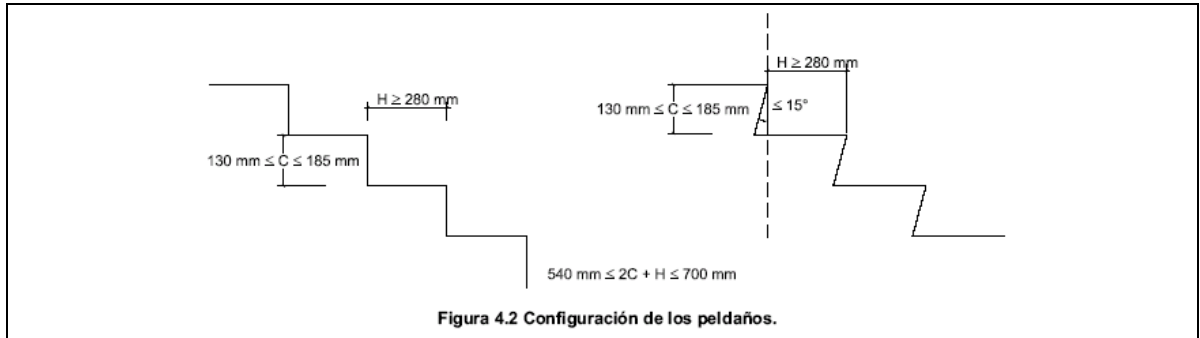 H ≥ 280 mm
130 mm ≤ C ≤ 185 mm
540 mm ≤ 2C + H ≤ 700 mm
H ≥ 280 mm
130 mm ≤ C ≤ 185 mm
≤ 15°
Figura 4.2 Configuración de los peldaños.